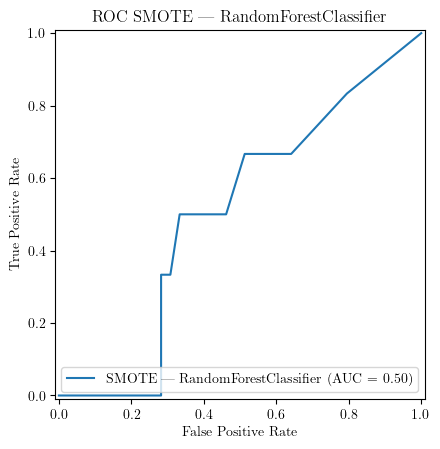 ROC SMOTE — RandomForestClassifier
1.0
0.8
0.6
0.4
0.2
0.0
True Positive Rate
SMOTE — RandomForestClassifier (AUC = 0.50)
0.0 0.2 0.4 0.6 0.8 1.0
False Positive Rate